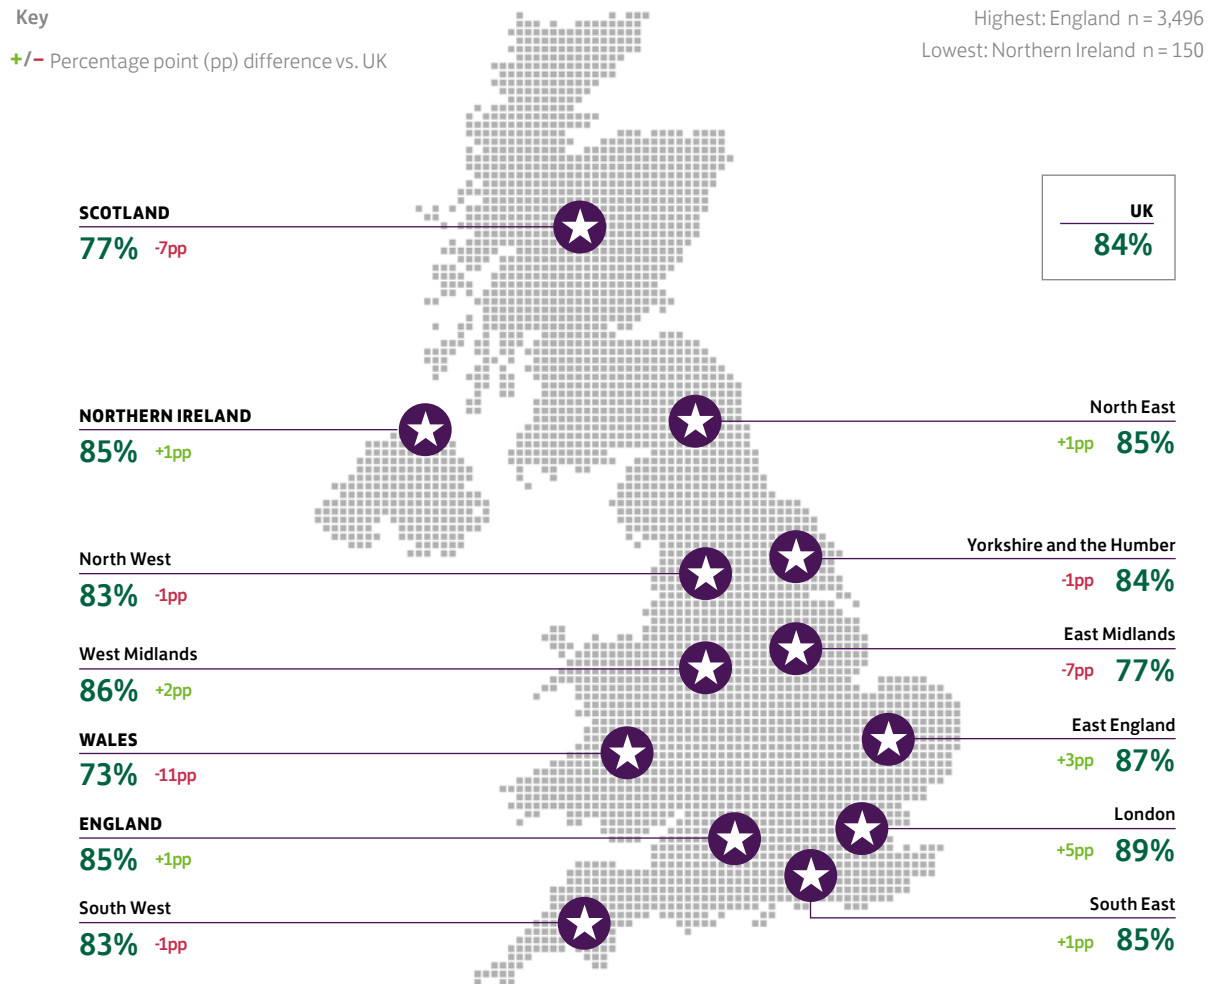 Key
+/− Percentage point (pp) difference vs. UK
Highest: England n = 3,496
Lowest: Northern Ireland n = 150
UK
84%
SCOTLAND
77% -7pp
NORTHERN IRELAND
85% +1pp
North West
83% -1pp
West Midlands
86% +2pp
WALES
73% -11pp
ENGLAND
85% +1pp
South West
83% -1pp
North East
+1pp 85%
Yorkshire and the Humber
-1pp 84%
East Midlands
-7pp 77%
East England
+3pp 87%
London
+5pp 89%
South East
+1pp 85%